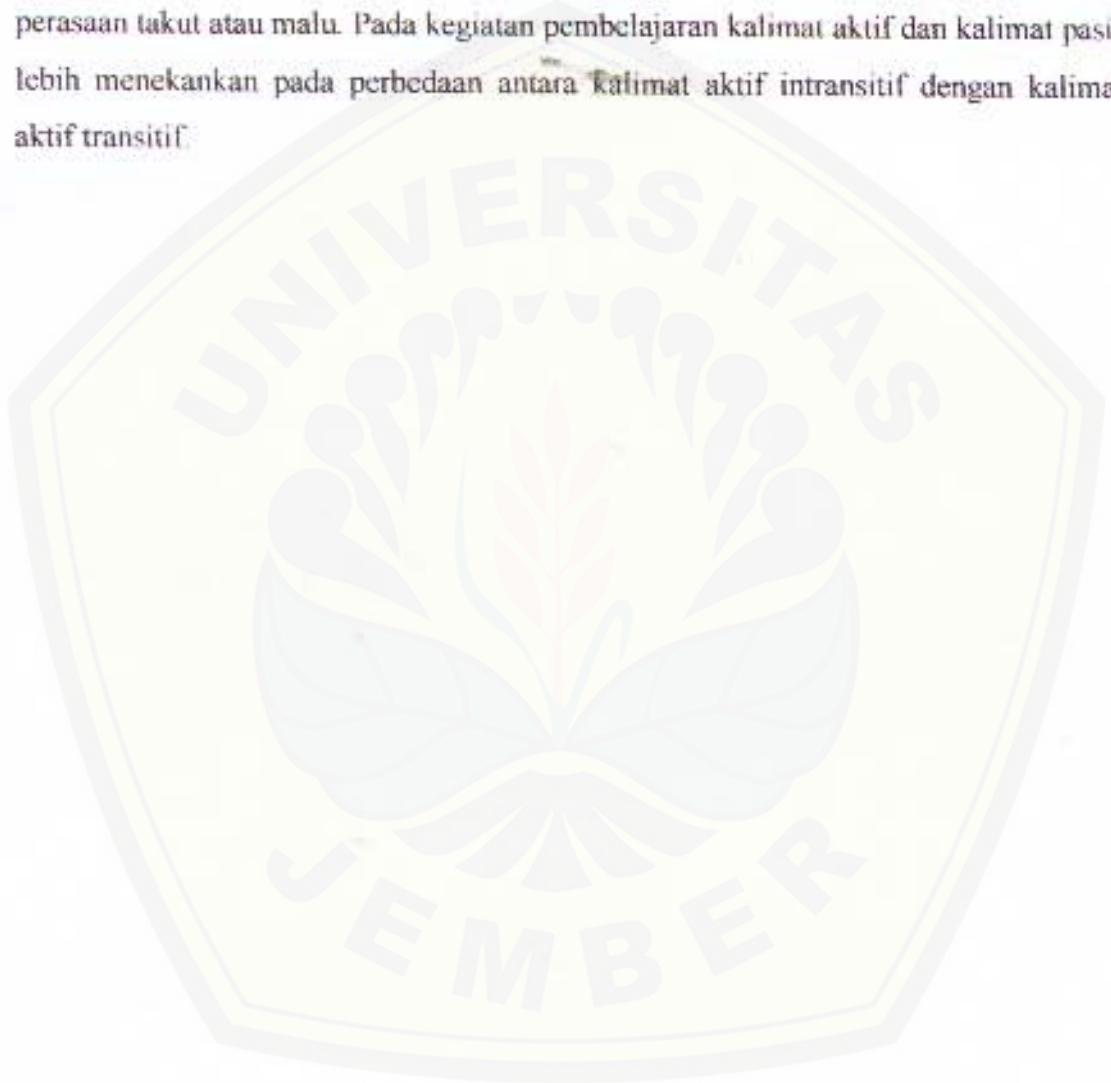 perasaan takut atau malu. Pada kegiatan pembelajaran kalimat aktif dan kalimat pasi
lebih menekankan pada perbedaan antara kalimat aktif intransitif dengan kalima
aktif transitif.
UNIVERSITAS
JEMBER